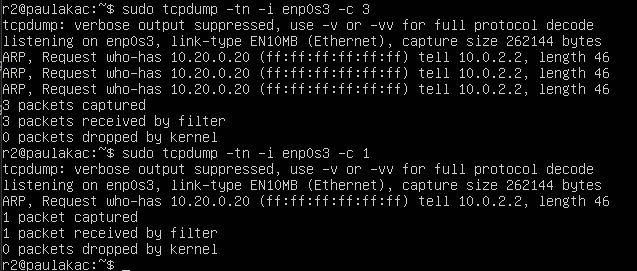 r2@paulakac:~$ sudo tcpdump -tn -i enp0s3 -c 3
tcpdump: verbose output suppressed, use -v or -vv for full protocol decode
listening on enp0s3, link-type EN10MB (Ethernet), capture size 262144 bytes
ARP, Request who-has 10.20.0.20 (ff:ff:ff:ff:ff:ff) tell 10.0.2.2, length 46
ARP, Request who-has 10.20.0.20 (ff:ff:ff:ff:ff:ff) tell 10.0.2.2, length 46
ARP, Request who-has 10.20.0.20 (ff:ff:ff:ff:ff:ff) tell 10.0.2.2, length 46
3 packets captured
3 packets received by filter
0 packets dropped by kernel
r2@paulakac:~$ sudo tcpdump -tn -i enp0s3 -c 1
tcpdump: verbose output suppressed, use -v or -vv for full protocol decode
listening on enp0s3, link-type EN10MB (Ethernet), capture size 262144 bytes
ARP, Request who-has 10.20.0.20 (ff:ff:ff:ff:ff:ff) tell 10.0.2.2, length 46
1 packet captured
1 packet received by filter
0 packets dropped by kernel
r2@paulakac:~$ _